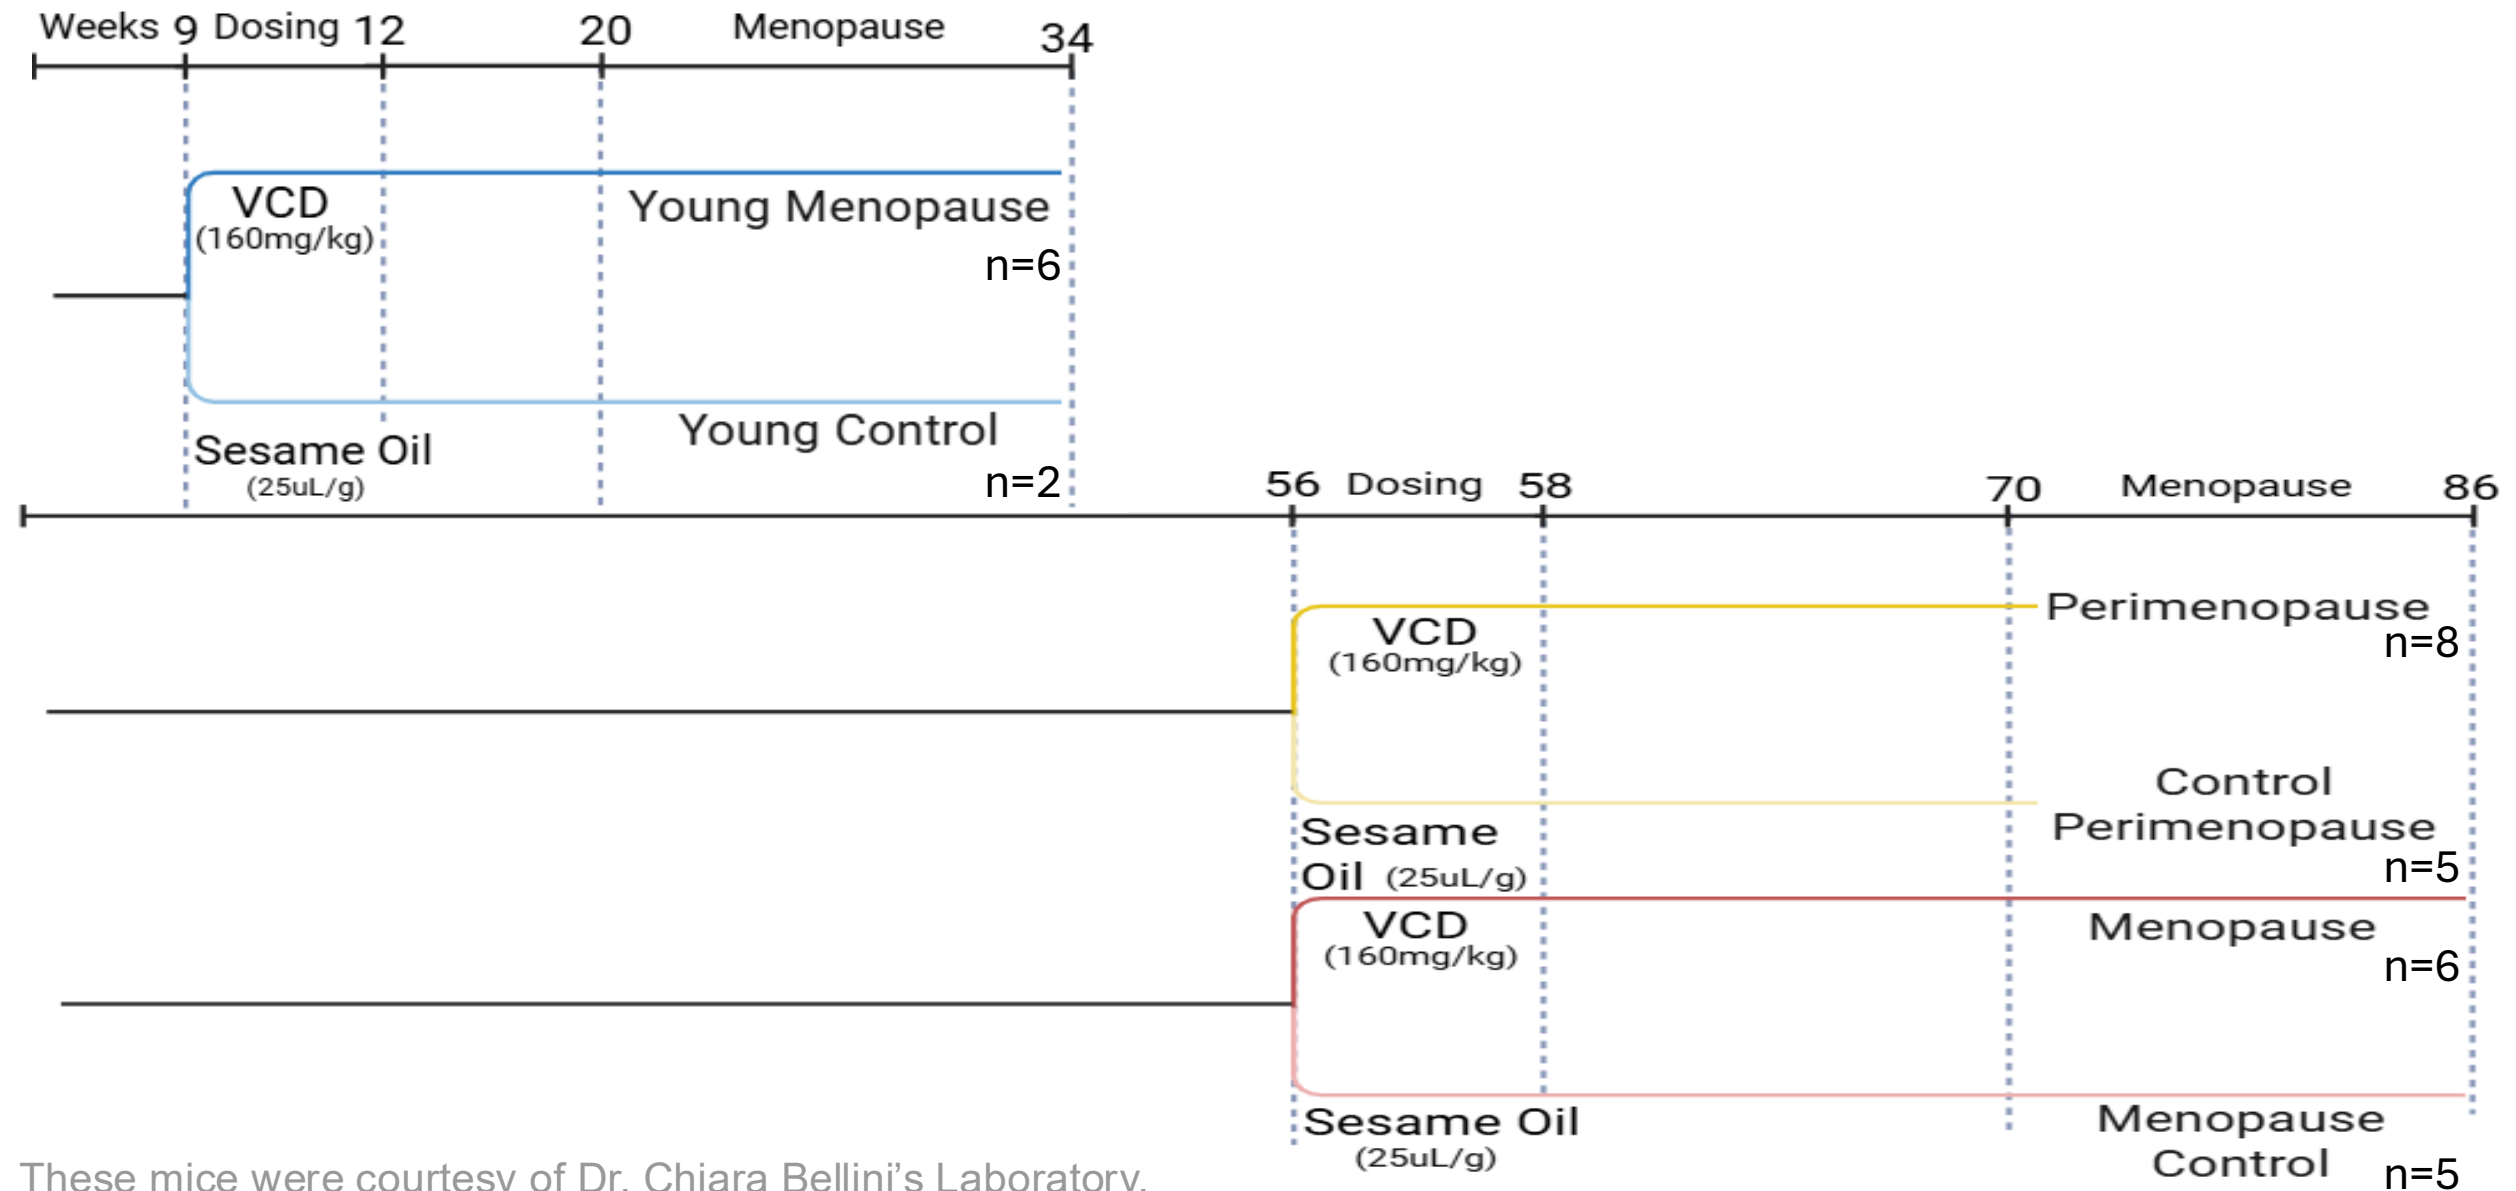 Weeks 9 Dosing 12 20 Menopause 34
VCD
(160mg/kg)
Young Menopause
n=6
Young Control
Sesame Oil
(25uL/g)
n=2
56 Dosing 58 70 Menopause 86
Perimenopause
n=8
VCD
(160mg/kg)
Control
Perimenopause
n=5
Sesame
Oil (25uL/g)
VCD
(160mg/kg)
Menopause
n=6
Sesame Oil
(25uL/g)
Menopause
Control
n=5
These mice were courtesy of Dr. Chiara Bellini’s Laboratory.